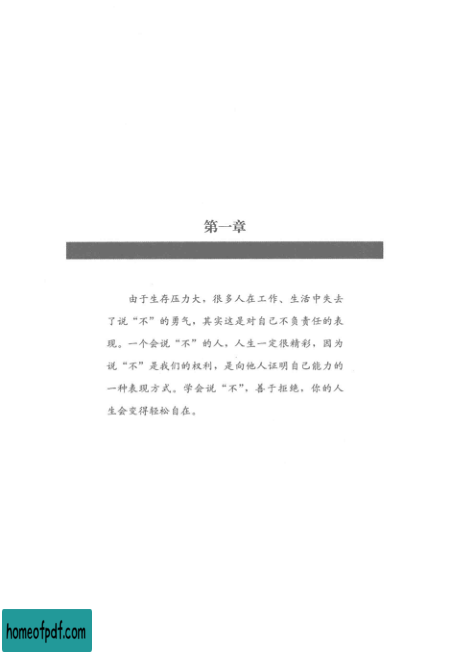 第一章
由于生存压力大，很多人在工作、生活中失去
了说“不”的勇气，其实这是对自己不负责任的表
现。一个会说“不”的人，人生一定很精彩，因为
说“不”是我们的权利，是向他人证明自己能力的
一种表现方式。学会说“不”，善于拒绝，你的人
生会变得轻松自在。
homeofpdf.com